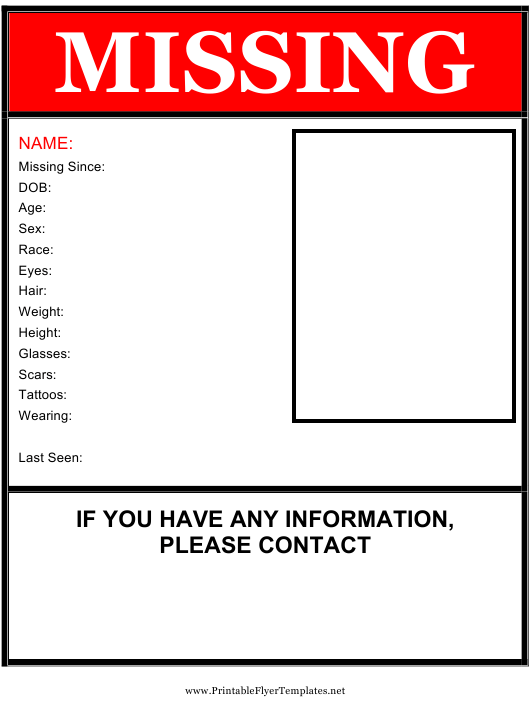 MISSING
NAME:
Missing Since:
DOB:
Age:
Sex:
Race:
Eyes:
Hair:
Weight:
Height:
Glasses:
Scars:
Tattoos:
Wearing:
Last Seen:
IF YOU HAVE ANY INFORMATION,
PLEASE CONTACT
www.PrintableFlyerTemplates.net